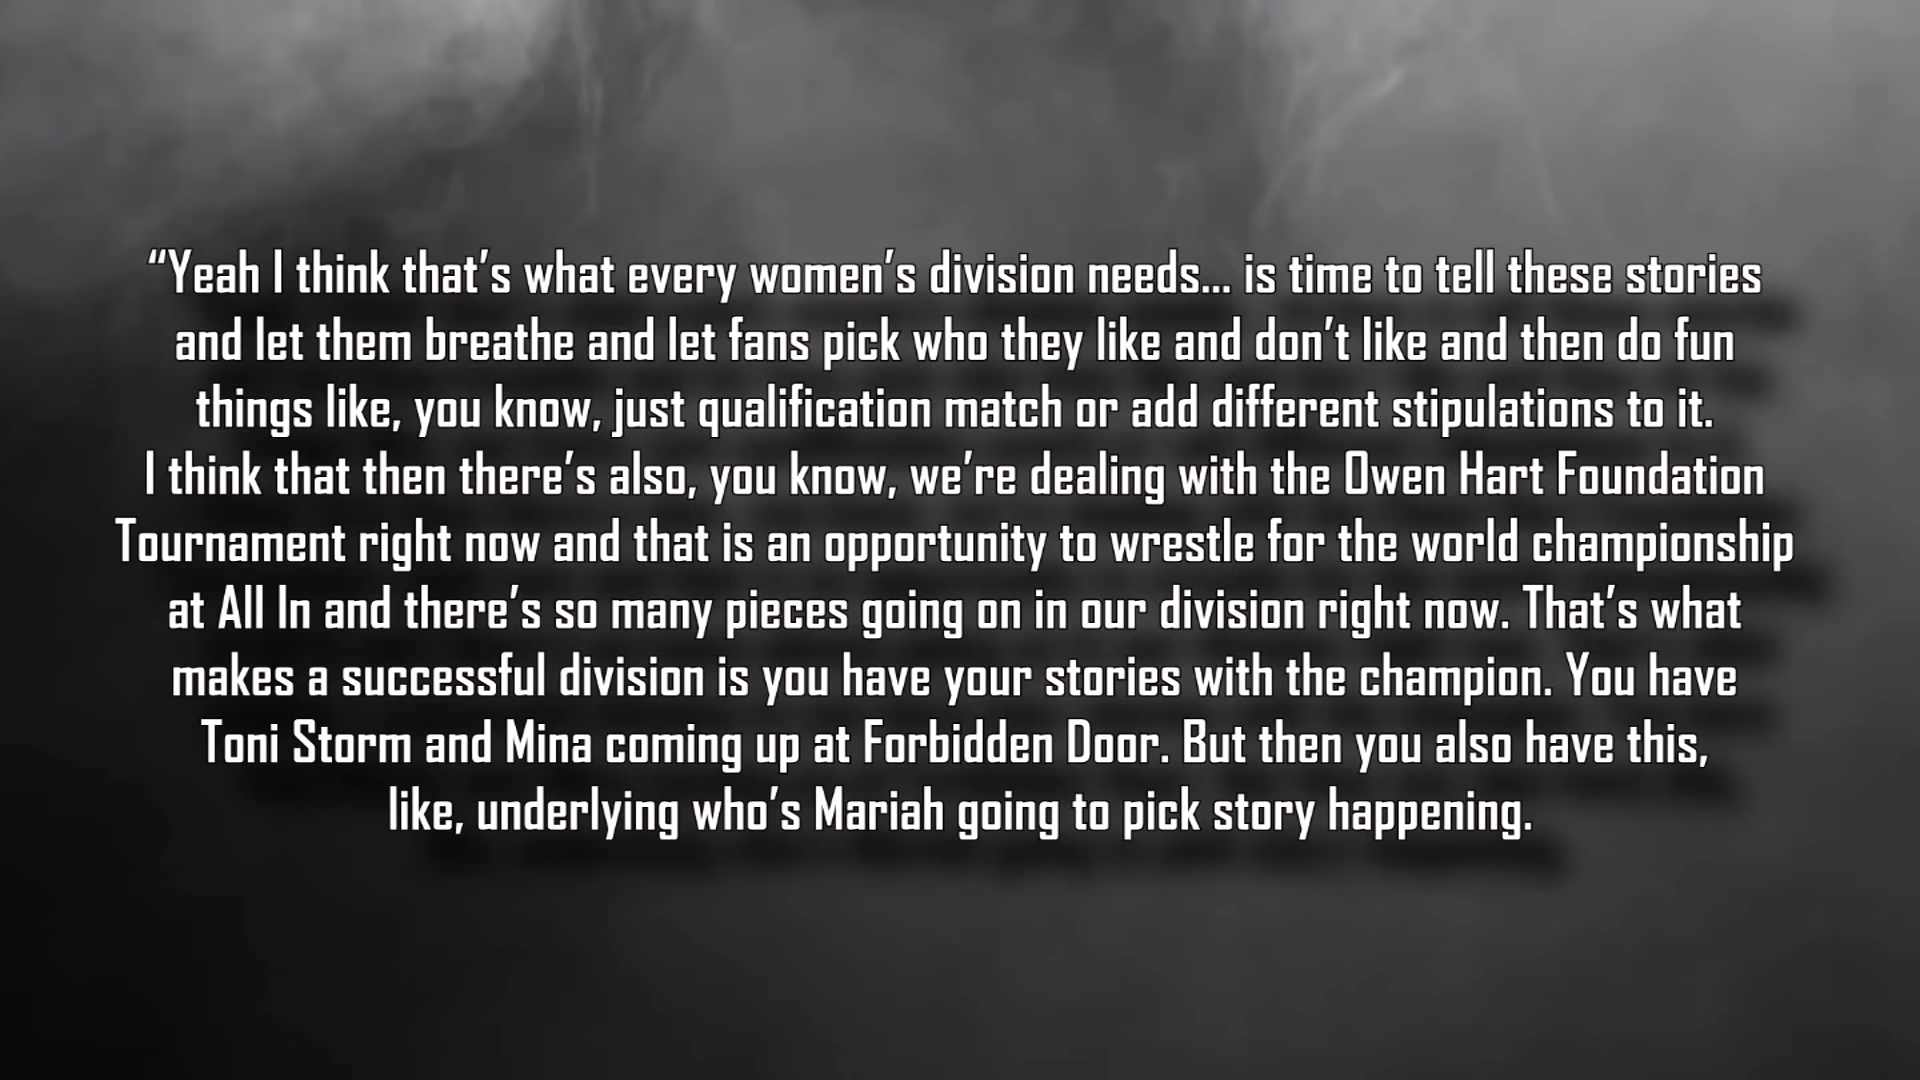 “Yeah I think that’s what every women’s division needs... is time to tell these stories
and let them breathe and let fans pick who they like and don’t like and then do fun
things like, you know, just qualification match or add different stipulations to it.
I think that then there’s also, you know, we’re dealing with the Owen Hart Foundation
Tournament right now and that is an opportunity to wrestle for the world championship
at All In and there’s so many pieces going on in our division right now. That’s what
makes a successful division is you have your stories with the champion. You have
Toni Storm and Mina coming up at Forbidden Door. But then you also have this,
like, underlying who’s Mariah going to pick story happening.